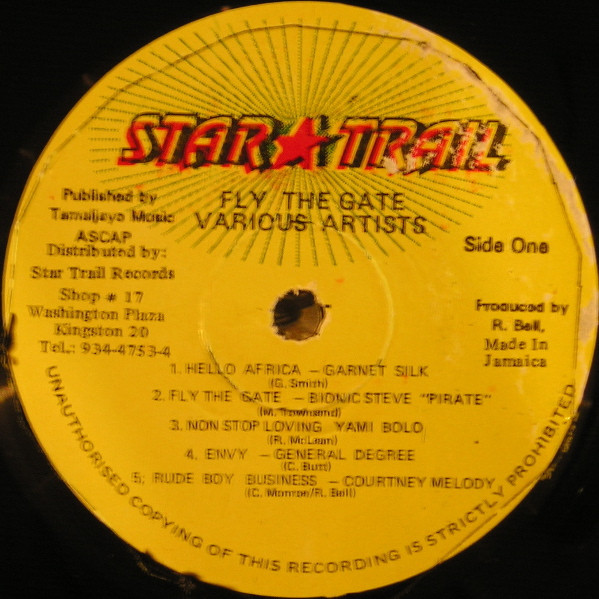 STAR★TRAIL
FLY THE GATE
VARIOUS ARTISTS
Published by
Tamaijayo Music
ASCAP
Distributed by:
Star Trail Records
Shop # 17
Washington Plaza
Kingston 20
Tel.: 934-4753-4
Side One
Produced by
R. Bell,
Made In
Jamaica
1. HELLO AFRICA – GARNET SILK
(G. Smith)
2. FLY THE GATE – BIONIC STEVE "PIRATE"
(M. Townsend)
3. NON STOP LOVING YAMI BOLO
(R. McLean)
4. ENVY – GENERAL DEGREE
(C. Butt)
5; RUDE BOY BUSINESS – COURTNEY MELODY
(C. Monroe/R. Bell)
UNAUTHORISED COPYING OF THIS RECORDING IS STRICTLY PROHIBITED